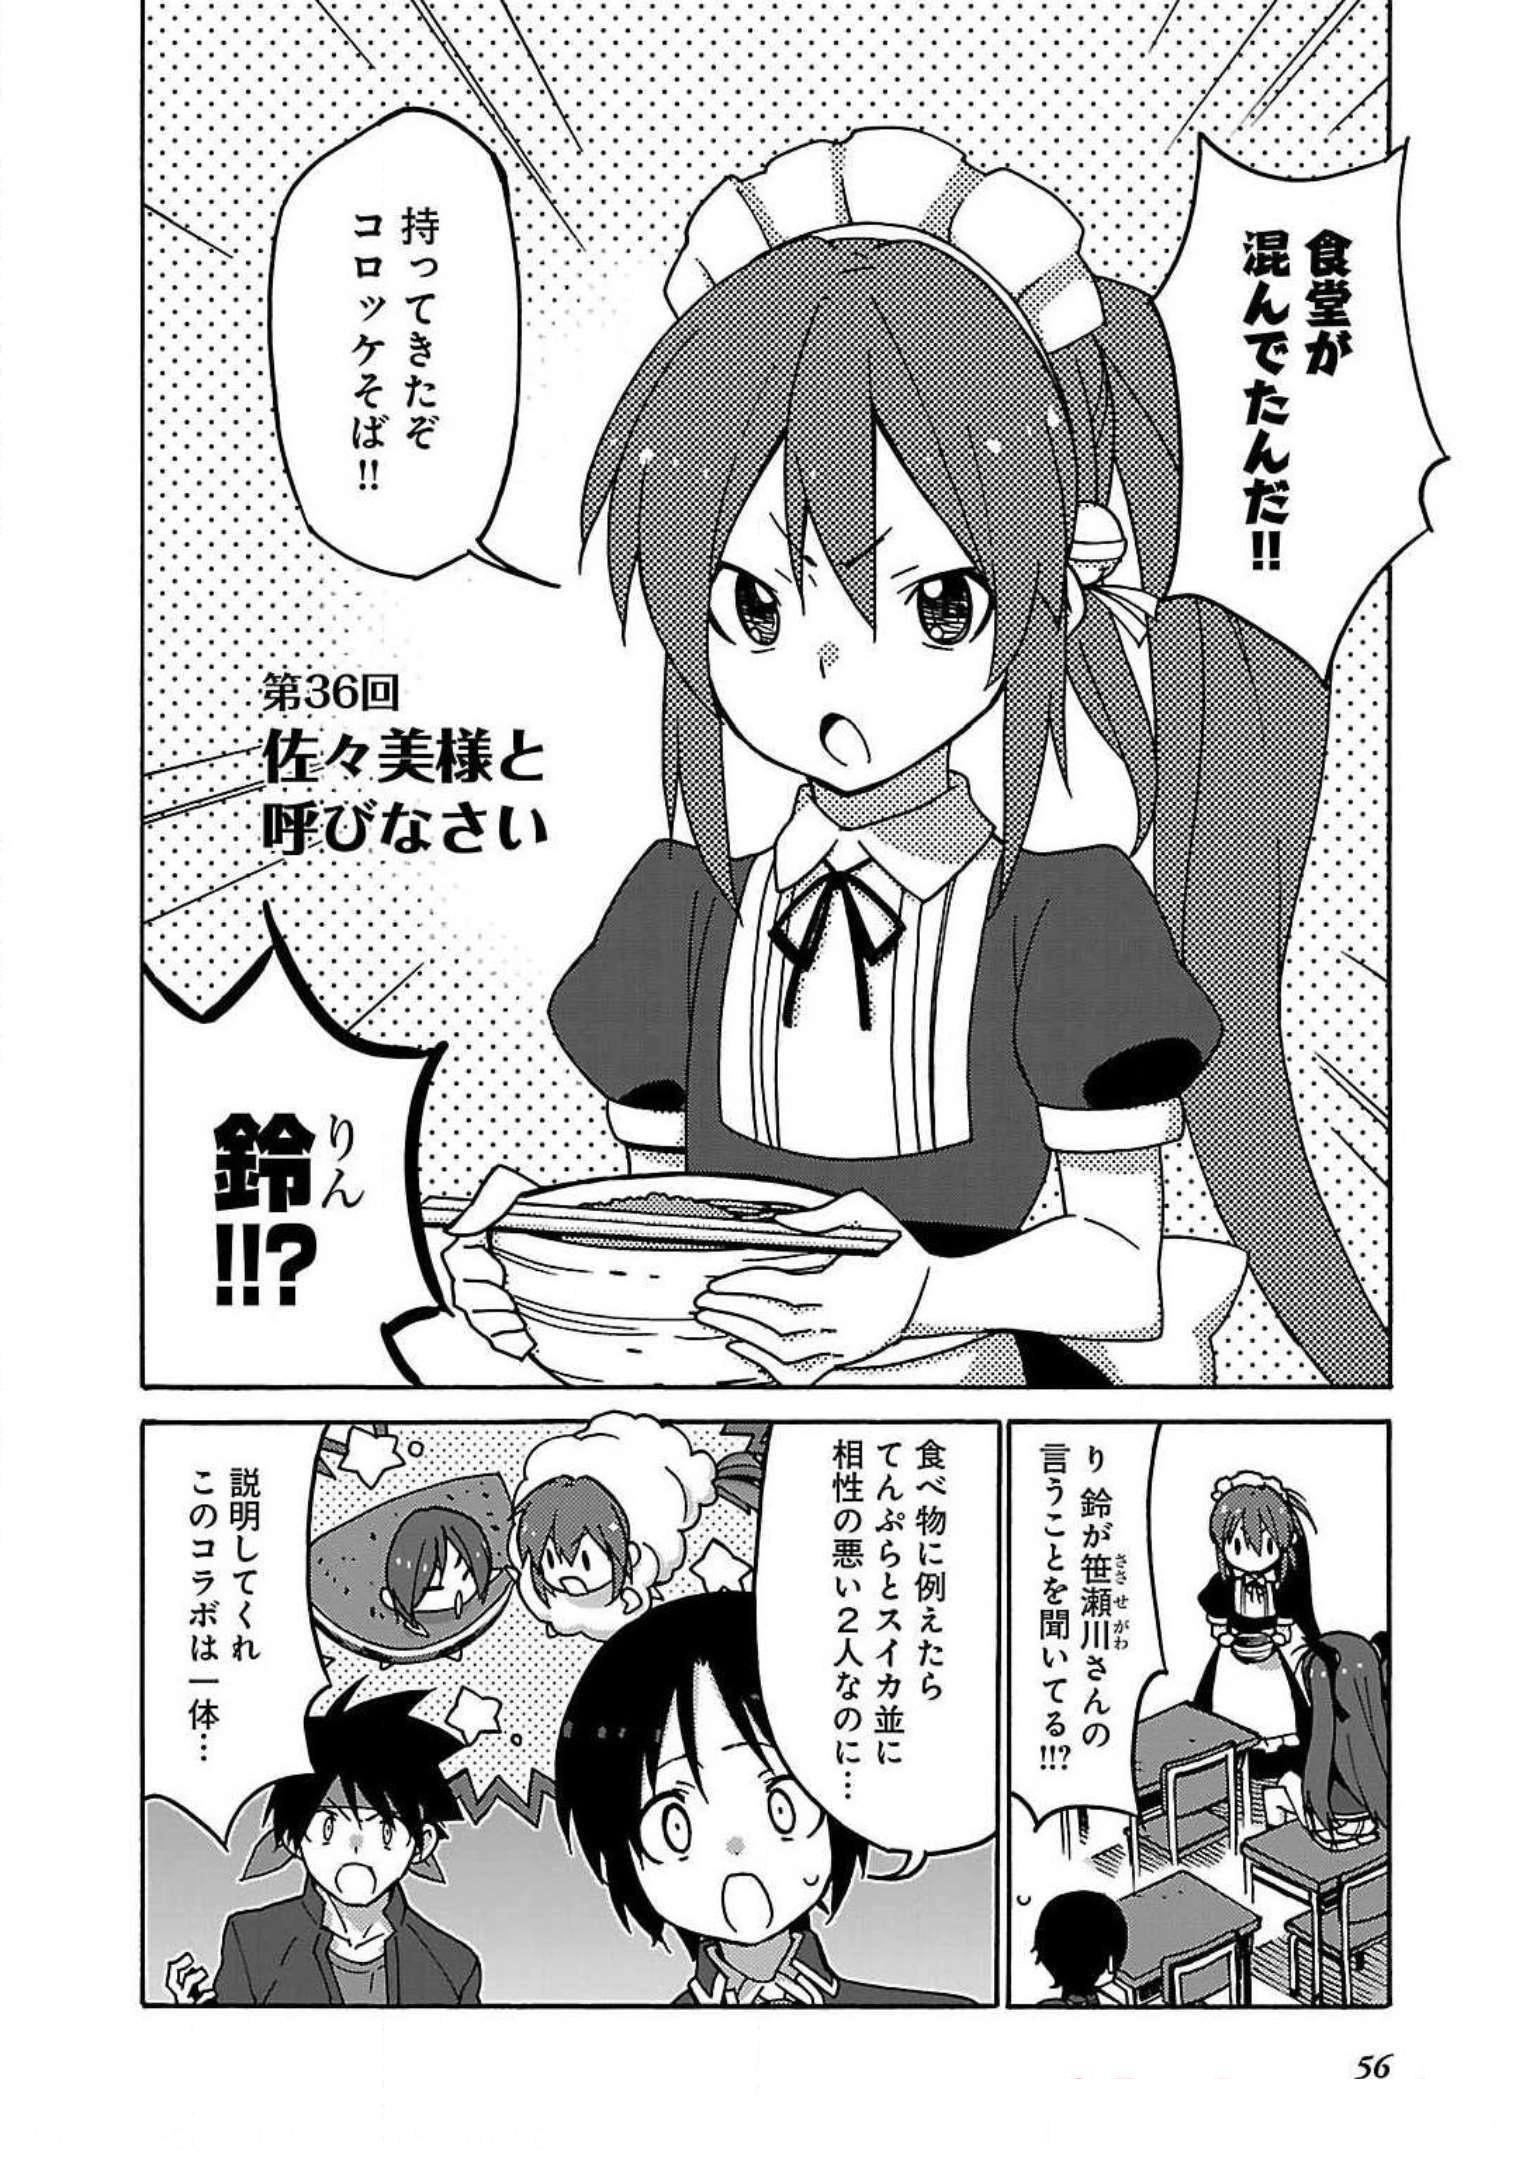 食堂が
混んでたんだ!!
持ってきたぞ
コロッケそば!!
第36回
佐々美様と
呼びなさい
鈴!!?
りん
り 鈴が笹瀬川さんの
ささせがわ
言うことを聞いてる!!?
食べ物に例えたら
てんぷらとスイカ並に
相性の悪い2人なのに…
説明してくれ
このコラボは一体…
56